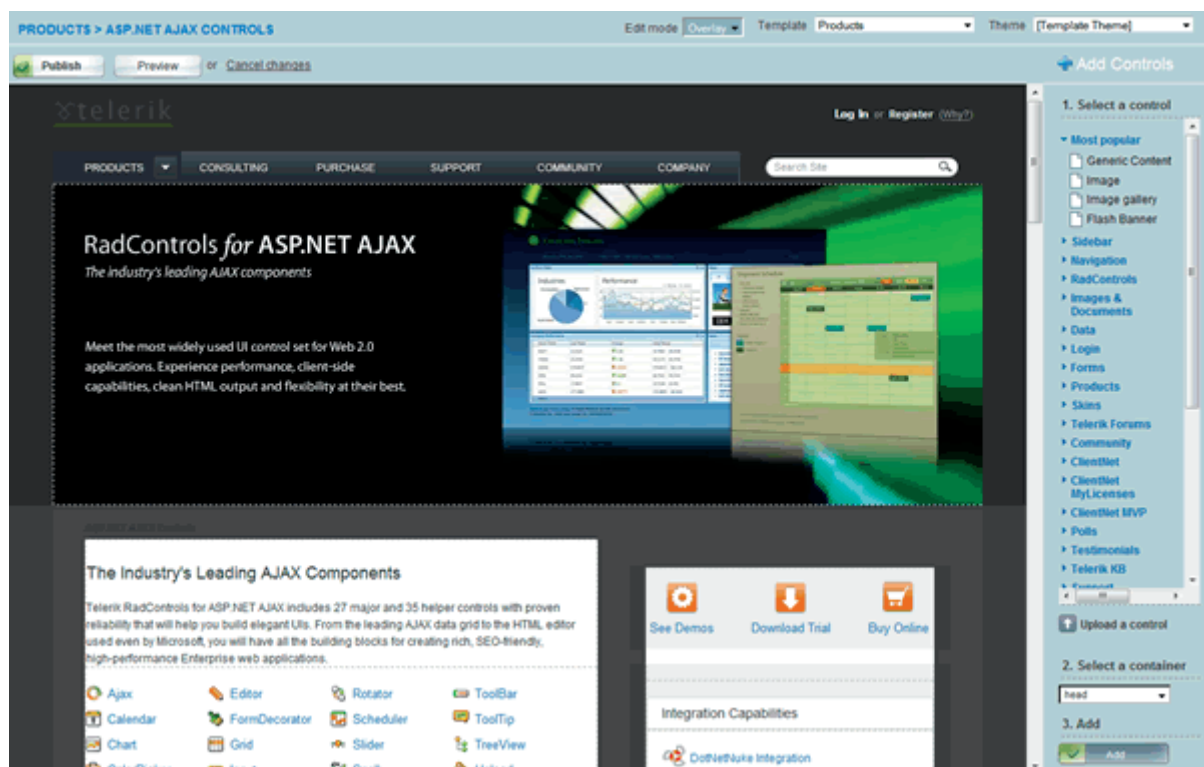 PRODUCTS > ASP.NET AJAX CONTROLS
Edit mode Overlay Template Products Theme [Template Theme]
Publish Preview or Cancel changes
Add Controls
telerik
Log In or Register (Why?)
PRODUCTS CONSULTING PURCHASE SUPPORT COMMUNITY COMPANY Search Site
RadControls for ASP.NET AJAX
The industry's leading AJAX components
Meet the most widely used UI control set for Web 2.0
applications. Experience performance, client-side
capabilities, clean HTML output and flexibility at their best.
Industries Performance
ASP.NET AJAX Controls
The Industry's Leading AJAX Components
Telerik RadControls for ASP.NET AJAX includes 27 major and 35 helper controls with proven
reliability that will help you build elegant UIs. From the leading AJAX data grid to the HTML editor
used even by Microsoft, you will have all the building blocks for creating rich, SEO-friendly,
high-performance Enterprise web applications.
Ajax Editor Rotator ToolBar
Calendar FormDecorator Scheduler ToolTip
Chart Grid Slider TreeView
See Demos Download Trial Buy Online
Integration Capabilities
DotNetNuke Integration
1. Select a control
Most popular
Generic Content
Image
Image gallery
Flash Banner
Sidebar
Navigation
RadControls
Images &
Documents
Data
Login
Forms
Products
Skins
Telerik Forums
Community
ClientNet
ClientNet
MyLicenses
ClientNet MVP
Polls
Testimonials
Telerik KB
Support
Upload a control
2. Select a container
head
3. Add
Add